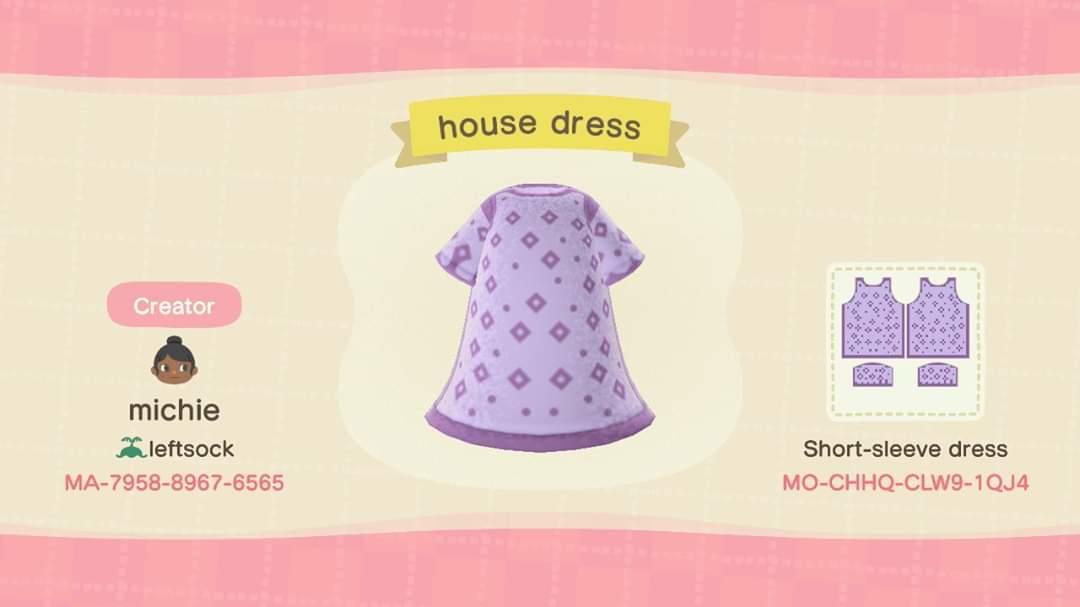 house dress
Creator
michie
leftsock
MA-7958-8967-6565
Short-sleeve dress
MO-CHHQ-CLW9-1QJ4